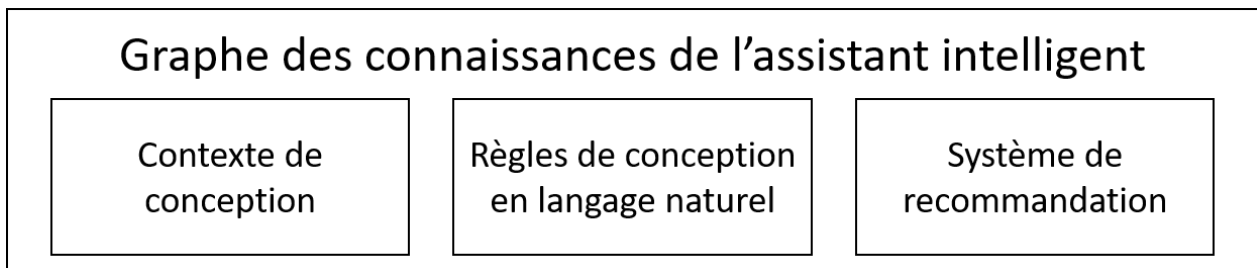 Graphe des connaissances de l’assistant intelligent
Contexte de
conception
Règles de conception
en langage naturel
Système de
recommandation